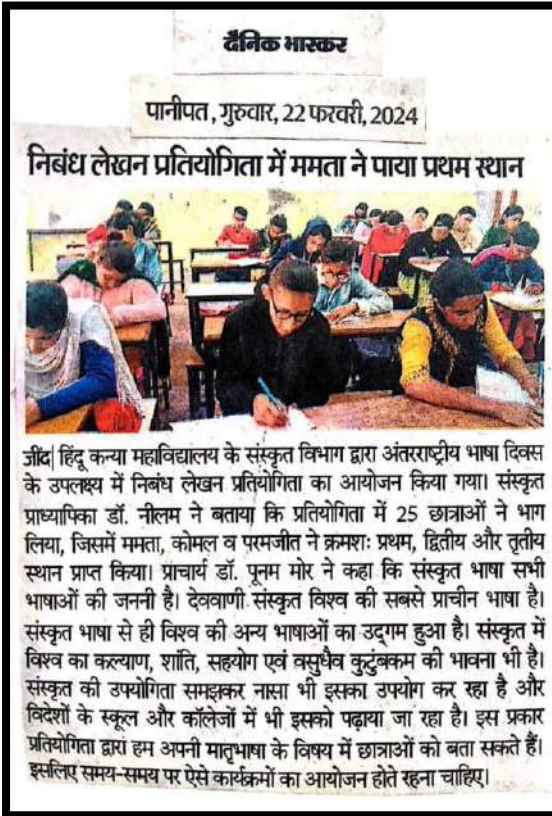 दैनिक भास्कर
पानीपत, गुरुवार, 22 फरवरी, 2024
निबंध लेखन प्रतियोगिता में ममता ने पाया प्रथम स्थान
जींद| हिंदू कन्या महाविद्यालय के संस्कृत विभाग द्वारा अंतरराष्ट्रीय भाषा दिवस
के उपलक्ष्य में निबंध लेखन प्रतियोगिता का आयोजन किया गया। संस्कृत
प्राध्यापिका डॉ. नीलम ने बताया कि प्रतियोगिता में 25 छात्राओं ने भाग
लिया, जिसमें ममता, कोमल व परमजीत ने क्रमशः प्रथम, द्वितीय और तृतीय
स्थान प्राप्त किया। प्राचार्य डॉ. पूनम मोर ने कहा कि संस्कृत भाषा सभी
भाषाओं की जननी है। देववाणी संस्कृत विश्व की सबसे प्राचीन भाषा है।
संस्कृत भाषा से ही विश्व की अन्य भाषाओं का उद्गम हुआ है। संस्कृत में
विश्व का कल्याण, शांति, सहयोग एवं वसुधैव कुटुंबकम की भावना भी है।
संस्कृत की उपयोगिता समझकर नासा भी इसका उपयोग कर रहा है और
विदेशों के स्कूल और कॉलेजों में भी इसको पढ़ाया जा रहा है। इस प्रकार
प्रतियोगिता द्वारा हम अपनी मातृभाषा के विषय में छात्राओं को बता सकते हैं।
इसलिए समय-समय पर ऐसे कार्यक्रमों का आयोजन होते रहना चाहिए।